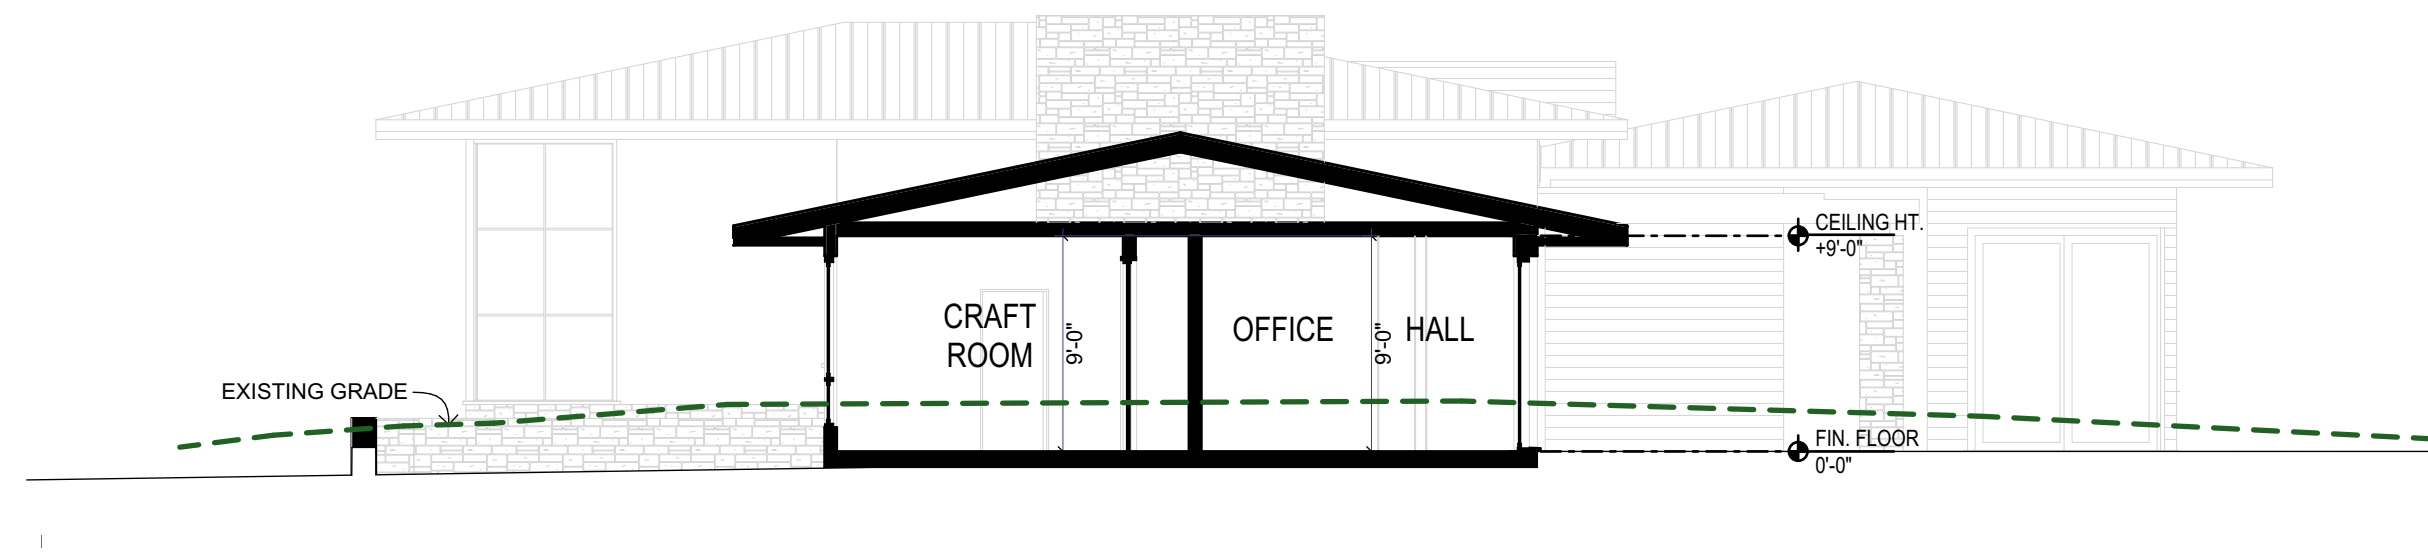 CEILING HT.
+9'-0"
CRAFT
ROOM
9'-0"
OFFICE
9'-0"
HALL
EXISTING GRADE
FIN. FLOOR
0'-0"